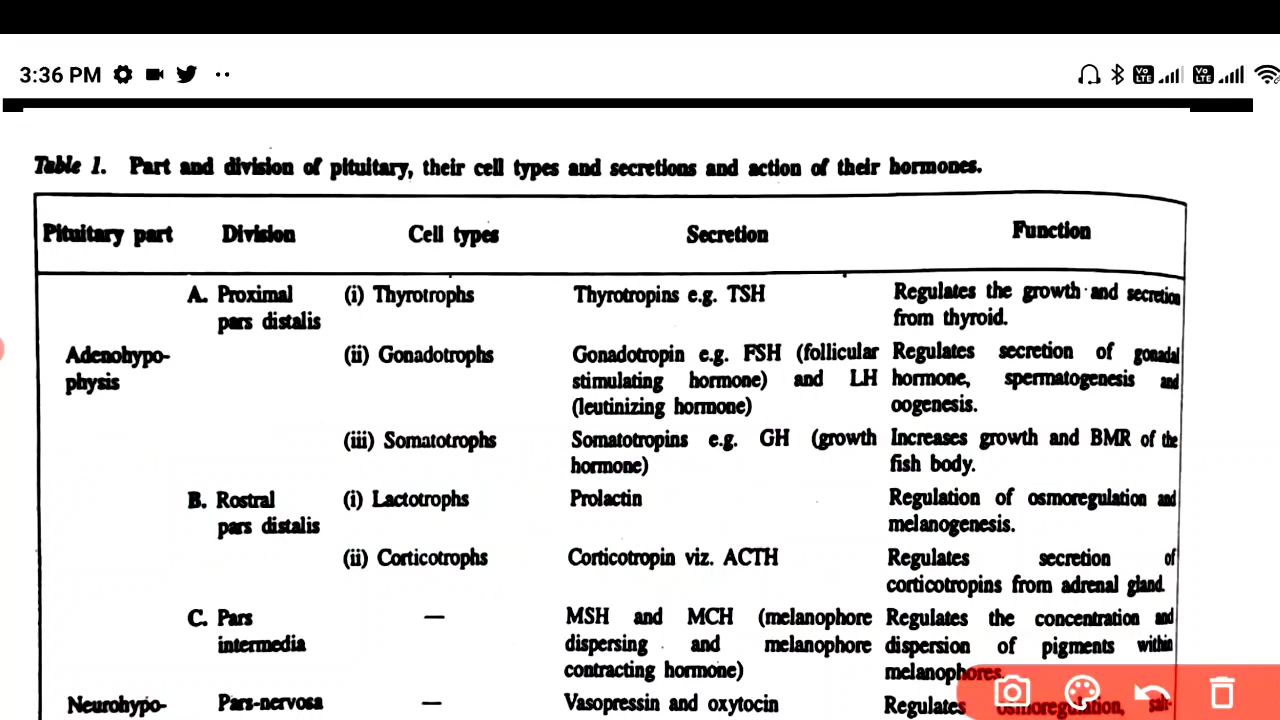 3:36 PM
Table 1. Part and division of pituitary, their cell types and secretions and action of their hormones.
Pituitary part Division Cell types Secretion Function
A. Proximal (i) Thyrotrophs Thyrotropins e.g. TSH Regulates the growth and secretion
pars distalis from thyroid.
Adenohypo- (ii) Gonadotrophs Gonadotropin e.g. FSH (follicular Regulates secretion of gonadal
physis stimulating hormone) and LH hormone, spermatogenesis and
(leutinizing hormone) oogenesis.
(iii) Somatotrophs Somatotropins e.g. GH (growth Increases growth and BMR of the
hormone) fish body.
B. Rostral (i) Lactotrophs Prolactin Regulation of osmoregulation and
pars distalis melanogenesis.
(ii) Corticotrophs Corticotropin viz. ACTH Regulates secretion of
corticotropins from adrenal gland.
C. Pars — MSH and MCH (melanophore Regulates the concentration and
intermedia dispersing and melanophore dispersion of pigments within
contracting hormone) melanophores.
Neurohypo- Pars-nervosa — Vasopressin and oxytocin Regulates osmoregulation, salt-